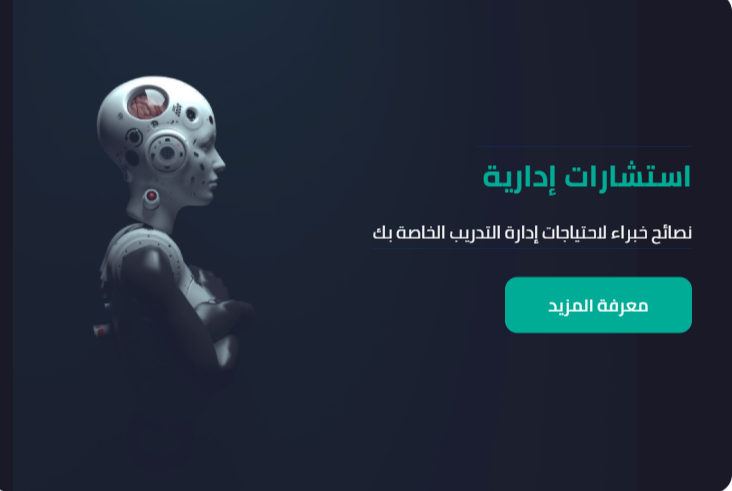 استشارات إدارية
نصائح خبراء لاحتياجات إدارة التدريب الخاصة بك
معرفة المزيد